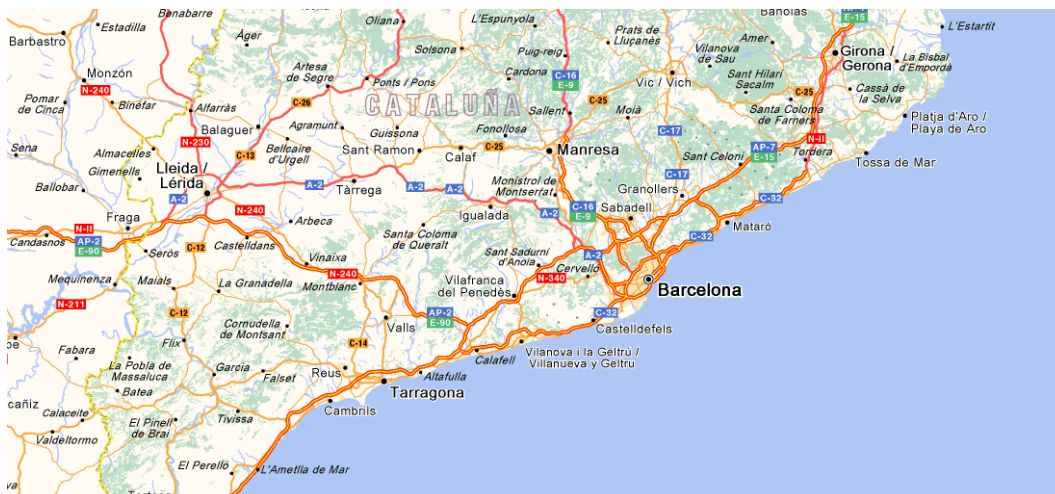 Estadilla
Benabarre
Oliana
L'Espunyola
Prats de
Lluçanès
Amer
Banolas
AP-7
E-15
L'Estartit
Barbastro
Àger
Solsona
Puig-reig
Vilanova
de Sau
Girona /
Gerona
La Bisbal
d'Empordà
Monzón
N-240
Artesa
de Segre
Ponts / Pons
Cardona
C-16
E-9
Vic / Vich
Sant Hilari
Sacalm
C-25
Cassà de
la Selva
Pomar
de Cinca
Binéfar
Alfarràs
C-26
CATALUÑA
Sallent
C-25
Moià
Santa Coloma
de Farners
Platja d'Aro /
Playa de Aro
Balaguer
Agramunt
Guissona
Fonollosa
C-17
N-II
Sena
N-230
Almacelles
C-13
Bellcaire
d'Urgell
Sant Ramon
C-25
Calaf
Manresa
AP-7
E-15
Sant Celoni
Tordera
Tossa de Mar
Gimenells
Lleida /
Lérida
Ballobar
A-2
A-2
Tàrrega
A-2
A-2
Monistrol de
Montserrat
C-17
Granollers
C-32
Fraga
N-240
Arbeca
Igualada
A-2
C-16
E-9
Sabadell
Mataró
N-II
Candasnos
AP-2
E-90
C-12
Castelldans
Santa Coloma
de Queralt
C-32
Seròs
Vinaixa
Sant Sadurní
d'Anoia
A-2
Cervelló
Mequinenza
Maials
La Granadella
N-240
Montblanc
Vilafranca
del Penedès
N-340
Barcelona
N-211
C-12
AP-2
E-90
C-32
Cornudella
de Montsant
Valls
Castelldefels
Fabara
Flix
C-14
Vilanova i la Geltrù /
Villanueva y Geltrù
Calafell
La Pobla de
Massaluca
Garcia
Falset
Reus
Altafulla
Batea
Tarragona
Calaceite
El Pinell
de Brai
Tivissa
Cambrils
Valdeltormo
El Perelló
L'Ametlla de Mar